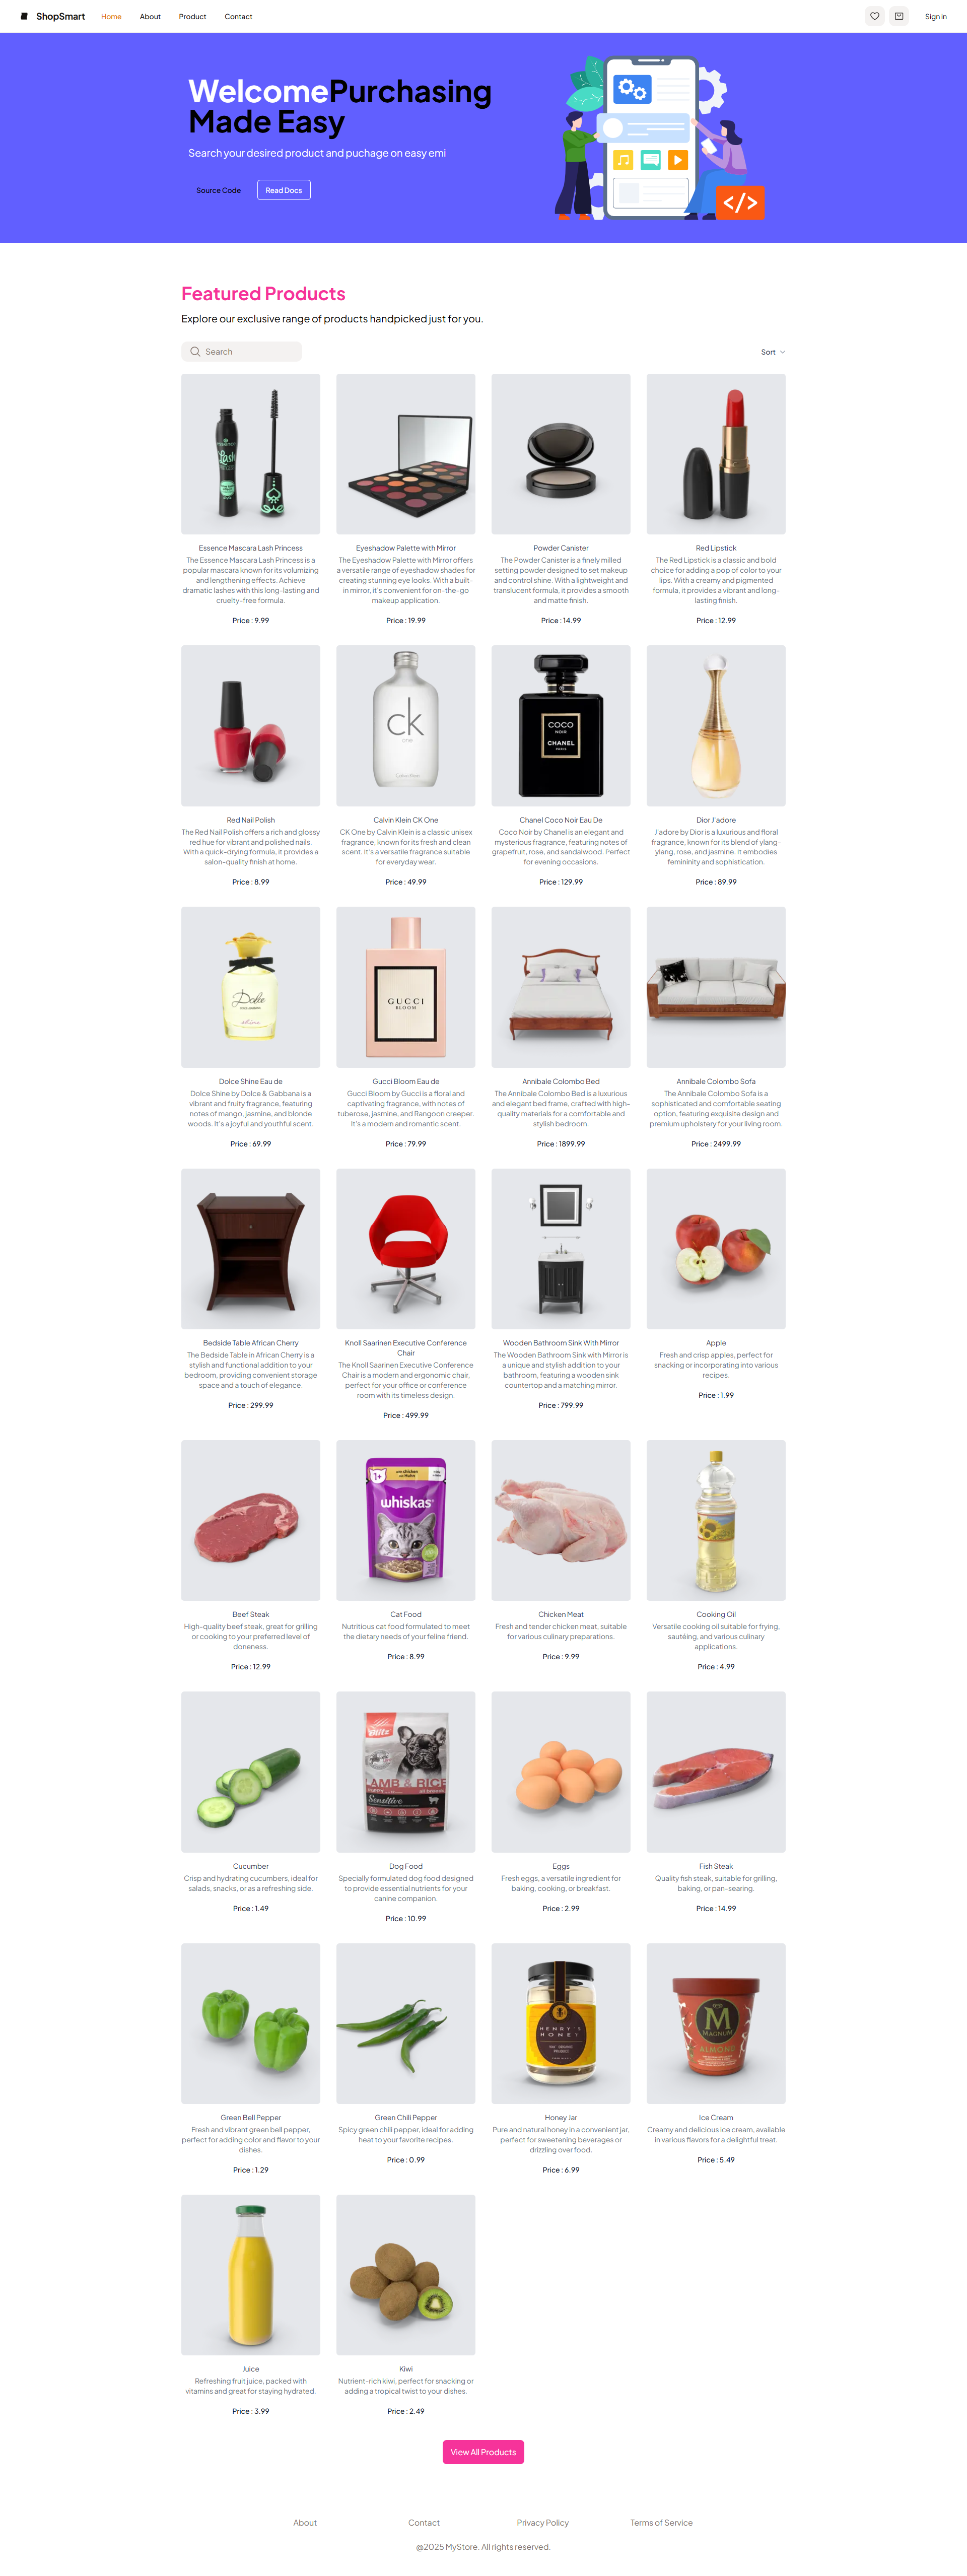 ShopSmart
Home
About
Product
Contact
Sign in
WelcomePurchasing
Made Easy
Search your desired product and puchage on easy emi
Source Code
Read Docs
</>
Featured Products
Explore our exclusive range of products handpicked just for you.
Search
Sort
essence
Lash
Essence Mascara Lash Princess
The Essence Mascara Lash Princess is a
popular mascara known for its volumizing
and lengthening effects. Achieve
dramatic lashes with this long-lasting and
cruelty-free formula.
Price : 9.99
Eyeshadow Palette with Mirror
The Eyeshadow Palette with Mirror offers
a versatile range of eyeshadow shades for
creating stunning eye looks. With a built-
in mirror, it's convenient for on-the-go
makeup application.
Price : 19.99
Powder Canister
The Powder Canister is a finely milled
setting powder designed to set makeup
and control shine. With a lightweight and
translucent formula, it provides a smooth
and matte finish.
Price : 14.99
Red Lipstick
The Red Lipstick is a classic and bold
choice for adding a pop of color to your
lips. With a creamy and pigmented
formula, it provides a vibrant and long-
lasting finish.
Price : 12.99
Red Nail Polish
The Red Nail Polish offers a rich and glossy
red hue for vibrant and polished nails.
With a quick-drying formula, it provides a
salon-quality finish at home.
Price : 8.99
ck
one
Calvin Klein
Calvin Klein CK One
CK One by Calvin Klein is a classic unisex
fragrance, known for its fresh and clean
scent. It's a versatile fragrance suitable
for everyday wear.
Price : 49.99
COCO
NOIR
CHANEL
PARIS
Chanel Coco Noir Eau De
Coco Noir by Chanel is an elegant and
mysterious fragrance, featuring notes of
grapefruit, rose, and sandalwood. Perfect
for evening occasions.
Price : 129.99
Dior J'adore
J'adore by Dior is a luxurious and floral
fragrance, known for its blend of ylang-
ylang, rose, and jasmine. It embodies
femininity and sophistication.
Price : 89.99
Dolce
shine
Dolce Shine Eau de
Dolce Shine by Dolce & Gabbana is a
vibrant and fruity fragrance, featuring
notes of mango, jasmine, and blonde
woods. It's a joyful and youthful scent.
Price : 69.99
GUCCI
BLOOM
Gucci Bloom Eau de
Gucci Bloom by Gucci is a floral and
captivating fragrance, with notes of
tuberose, jasmine, and Rangoon creeper.
It's a modern and romantic scent.
Price : 79.99
Annibale Colombo Bed
The Annibale Colombo Bed is a luxurious
and elegant bed frame, crafted with high-
quality materials for a comfortable and
stylish bedroom.
Price : 1899.99
Annibale Colombo Sofa
The Annibale Colombo Sofa is a
sophisticated and comfortable seating
option, featuring exquisite design and
premium upholstery for your living room.
Price : 2499.99
Bedside Table African Cherry
The Bedside Table in African Cherry is a
stylish and functional addition to your
bedroom, providing convenient storage
space and a touch of elegance.
Price : 299.99
Knoll Saarinen Executive Conference
Chair
The Knoll Saarinen Executive Conference
Chair is a modern and ergonomic chair,
perfect for your office or conference
room with its timeless design.
Price : 499.99
Wooden Bathroom Sink With Mirror
The Wooden Bathroom Sink with Mirror is
a unique and stylish addition to your
bathroom, featuring a wooden sink
countertop and a matching mirror.
Price : 799.99
Apple
Fresh and crisp apples, perfect for
snacking or incorporating into various
recipes.
Price : 1.99
Beef Steak
High-quality beef steak, great for grilling
or cooking to your preferred level of
doneness.
Price : 12.99
1+
whiskas
Cat Food
Nutritious cat food formulated to meet
the dietary needs of your feline friend.
Price : 8.99
Chicken Meat
Fresh and tender chicken meat, suitable
for various culinary preparations.
Price : 9.99
Cooking Oil
Versatile cooking oil suitable for frying,
sautéing, and various culinary
applications.
Price : 4.99
Cucumber
Crisp and hydrating cucumbers, ideal for
salads, snacks, or as a refreshing side.
Price : 1.49
Blitz
LAMB & RICE
PUPPY
Sensitive
Dog Food
Specially formulated dog food designed
to provide essential nutrients for your
canine companion.
Price : 10.99
Eggs
Fresh eggs, a versatile ingredient for
baking, cooking, or breakfast.
Price : 2.99
Fish Steak
Quality fish steak, suitable for grilling,
baking, or pan-searing.
Price : 14.99
Green Bell Pepper
Fresh and vibrant green bell pepper,
perfect for adding color and flavor to your
dishes.
Price : 1.29
Green Chili Pepper
Spicy green chili pepper, ideal for adding
heat to your favorite recipes.
Price : 0.99
HENRY'S
HONEY
Honey Jar
Pure and natural honey in a convenient jar,
perfect for sweetening beverages or
drizzling over food.
Price : 6.99
M
MAGNUM
ALMOND
Ice Cream
Creamy and delicious ice cream, available
in various flavors for a delightful treat.
Price : 5.49
Juice
Refreshing fruit juice, packed with
vitamins and great for staying hydrated.
Price : 3.99
Kiwi
Nutrient-rich kiwi, perfect for snacking or
adding a tropical twist to your dishes.
Price : 2.49
View All Products
About
Contact
Privacy Policy
Terms of Service
@2025 MyStore. All rights reserved.